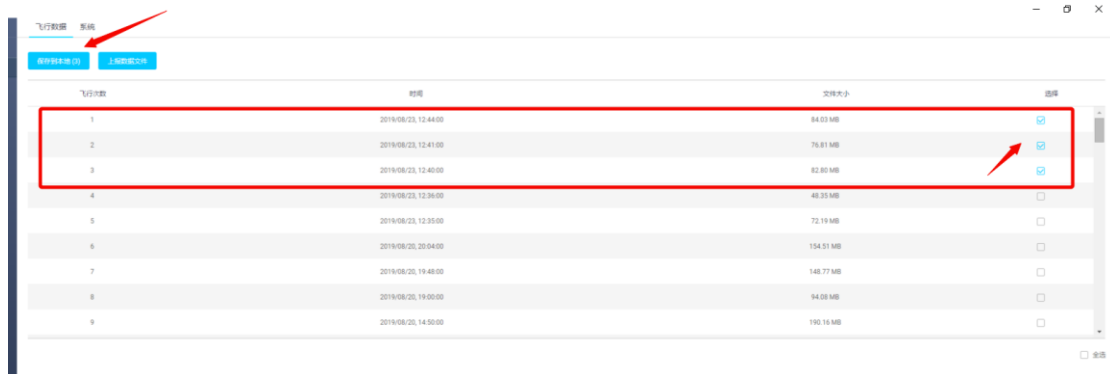 飞行数据 系统
保存到本地 (3) 上报数据文件
飞行次数 时间 文件大小 选择
1 2019/08/23, 12:44:00 84.03 MB
2 2019/08/23, 12:41:00 76.81 MB
3 2019/08/23, 12:40:00 82.80 MB
4 2019/08/23, 12:36:00 48.35 MB
5 2019/08/23, 12:35:00 72.19 MB
6 2019/08/20, 20:04:00 154.51 MB
7 2019/08/20, 19:48:00 148.77 MB
8 2019/08/20, 19:00:00 94.08 MB
9 2019/08/20, 14:50:00 190.16 MB
全选